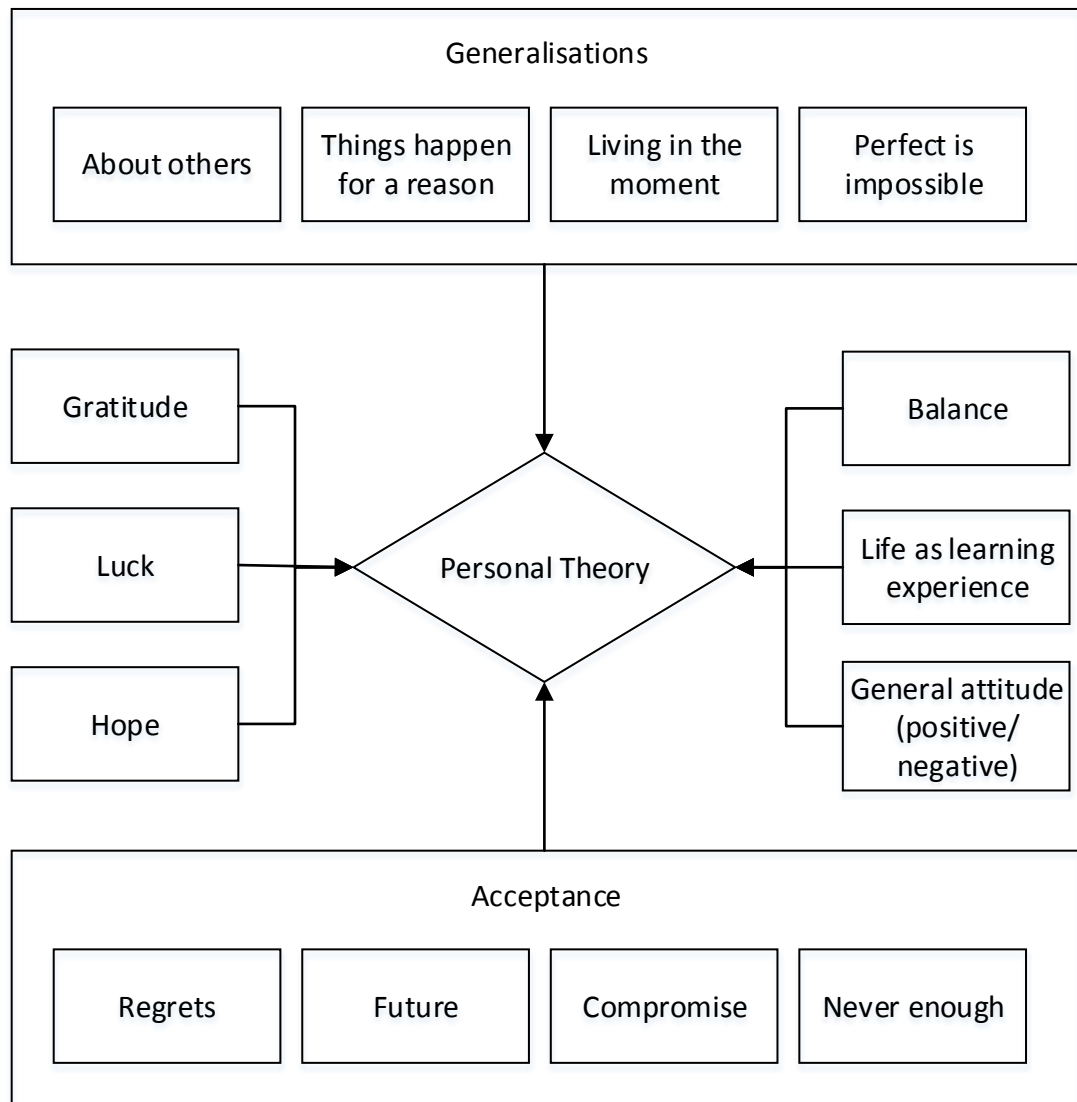 Generalisations
About others
Things happen
for a reason
Living in the
moment
Perfect is
impossible
Gratitude
Luck
Hope
Personal Theory
Balance
Life as learning
experience
General attitude
(positive/
negative)
Acceptance
Regrets
Future
Compromise
Never enough